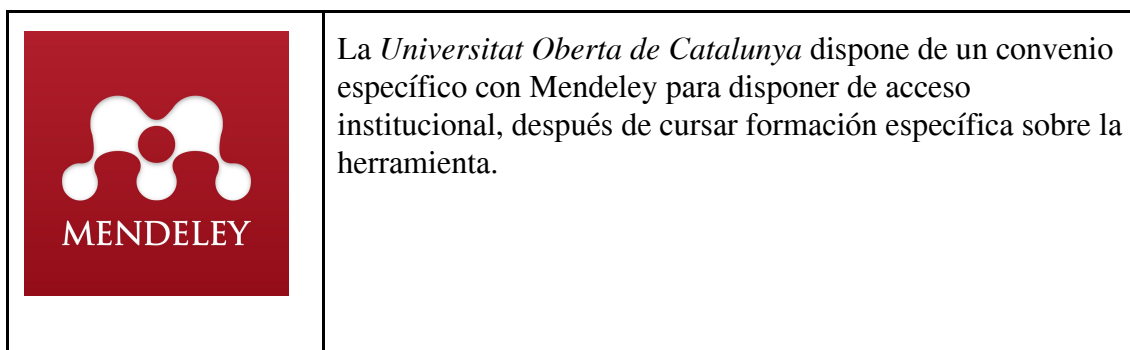 MENDELEY
La Universitat Oberta de Catalunya dispone de un convenio
específico con Mendeley para disponer de acceso
institucional, después de cursar formación específica sobre la
herramienta.